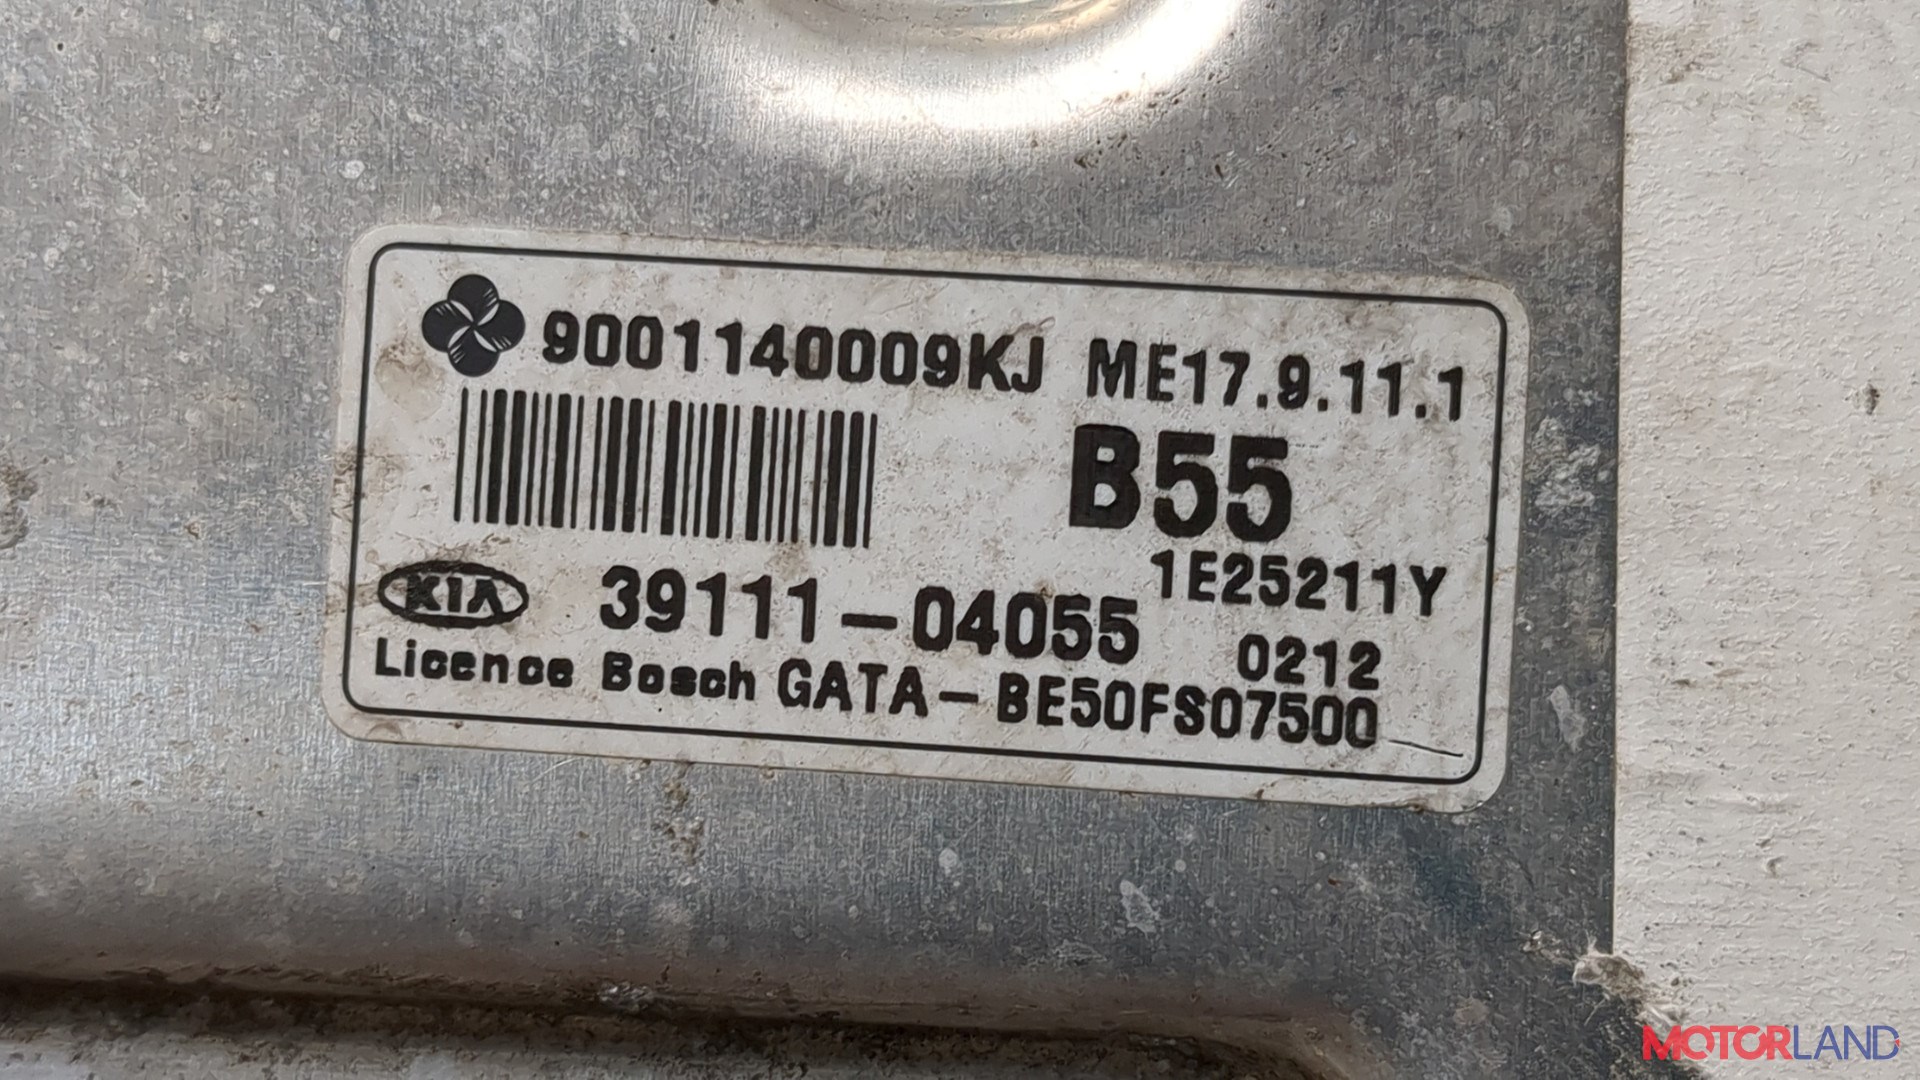 9001140009KJ ME17.9.11.1
B55
1E25211Y
KIA 39111-04055 0212
Licence Bosch GATA-BE50FS07500
MOTORLAND